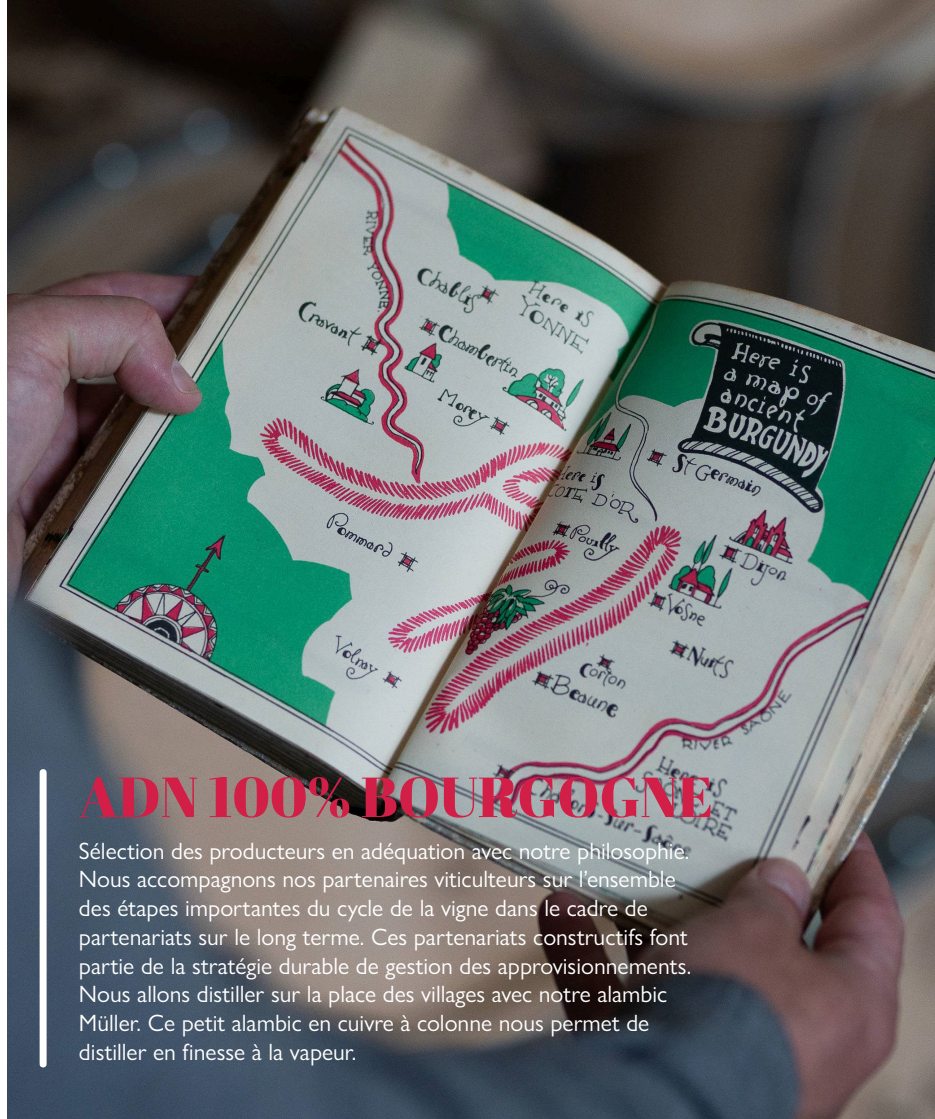 RIVER YONNE
Chablis
Here is
YONNE
Cravant
Chambertin
Morey
Pommard
Volnay
Here is
a map of
ancient
BURGUNDY
St Germain
Here is
COTE D'OR
Pouilly
Dijon
Vosne
Nuits
Corton
Beaune
RIVER SAONE
Here is
Chalon-Sur-Saône
ADN 100% BOURGOGNE
Sélection des producteurs en adéquation avec notre philosophie.
Nous accompagnons nos partenaires viticulteurs sur l'ensemble
des étapes importantes du cycle de la vigne dans le cadre de
partenariats sur le long terme. Ces partenariats constructifs font
partie de la stratégie durable de gestion des approvisionnements.
Nous allons distiller sur la place des villages avec notre alambic
Müller. Ce petit alambic en cuivre à colonne nous permet de
distiller en finesse à la vapeur.